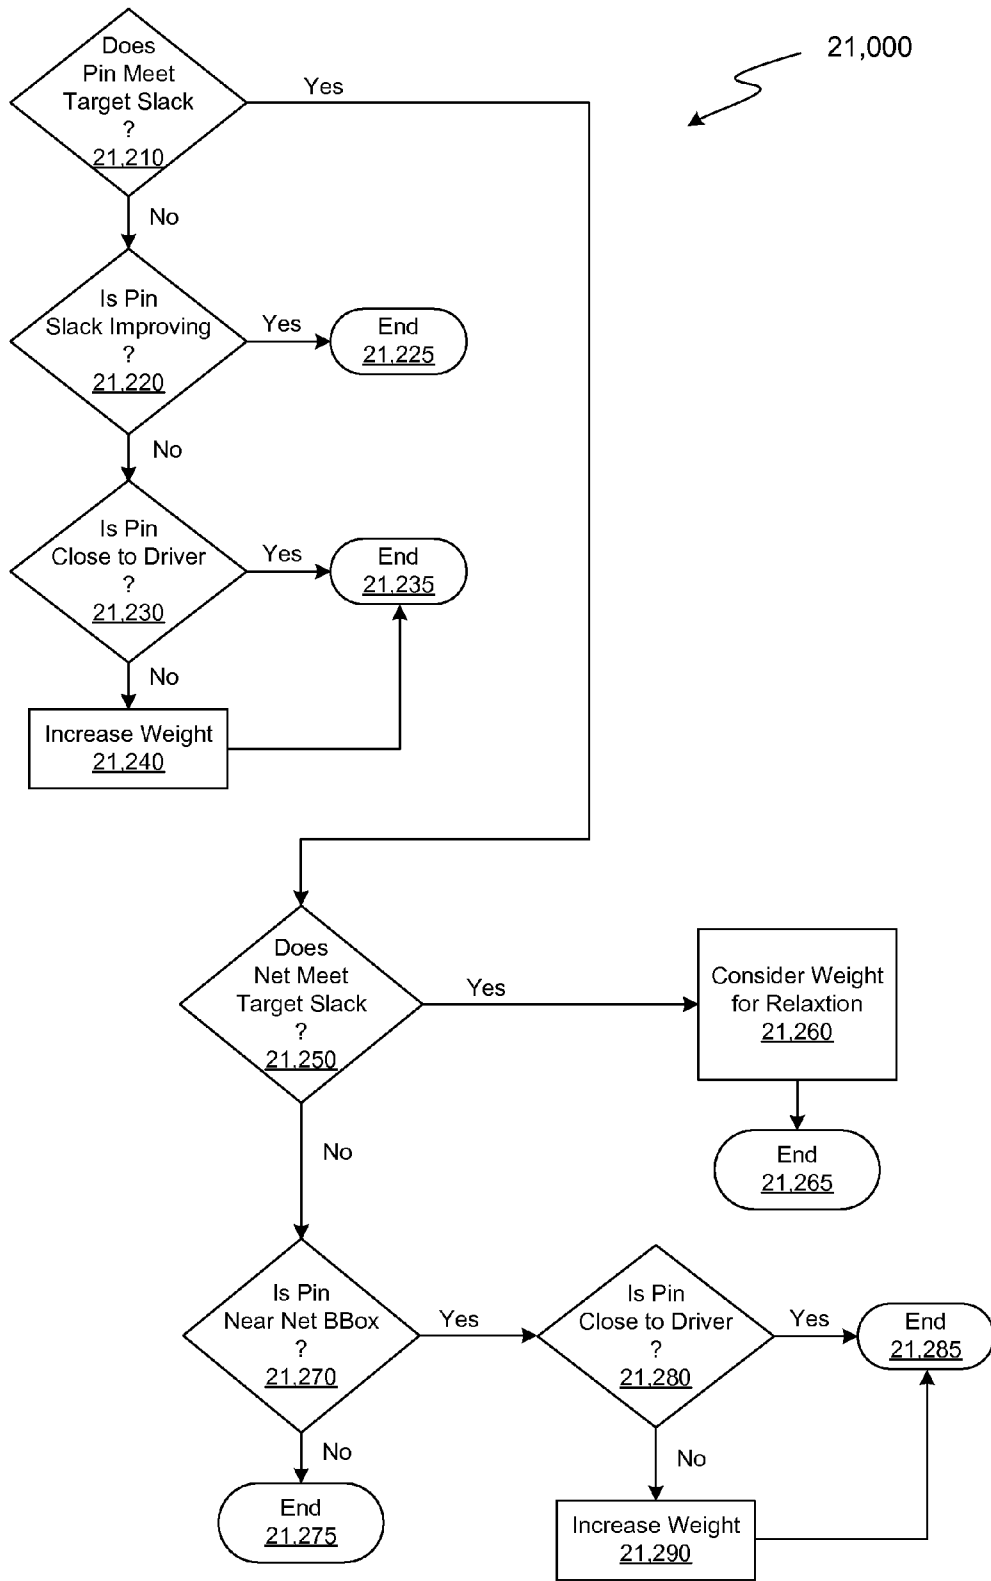 21,000
Does
Pin Meet
Target Slack
?
21,210
Yes
No
Is Pin
Slack Improving
?
21,220
Yes
End
21,225
No
Is Pin
Close to Driver
?
21,230
Yes
End
21,235
No
Increase Weight
21,240
Does
Net Meet
Target Slack
?
21,250
Yes
Consider Weight
for Relaxtion
21,260
End
21,265
No
Is Pin
Near Net BBox
?
21,270
Yes
Is Pin
Close to Driver
?
21,280
Yes
End
21,285
No
End
21,275
No
Increase Weight
21,290